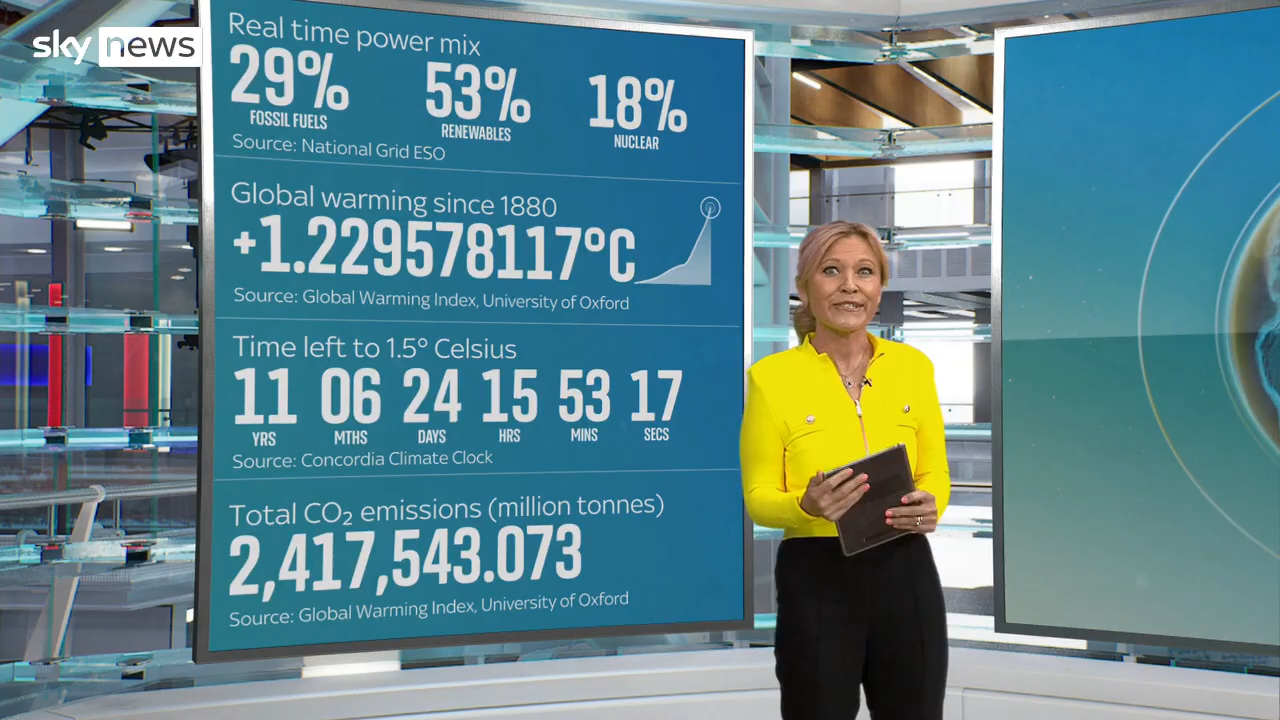 sky news
Real time power mix
29% 53% 18%
FOSSIL FUELS RENEWABLES NUCLEAR
Source: National Grid ESO
Global warming since 1880
+1.229578117°C
Source: Global Warming Index, University of Oxford
Time left to 1.5° Celsius
11 06 24 15 53 17
YRS MTHS DAYS HRS MINS SECS
Source: Concordia Climate Clock
Total CO₂ emissions (million tonnes)
2,417,543.073
Source: Global Warming Index, University of Oxford